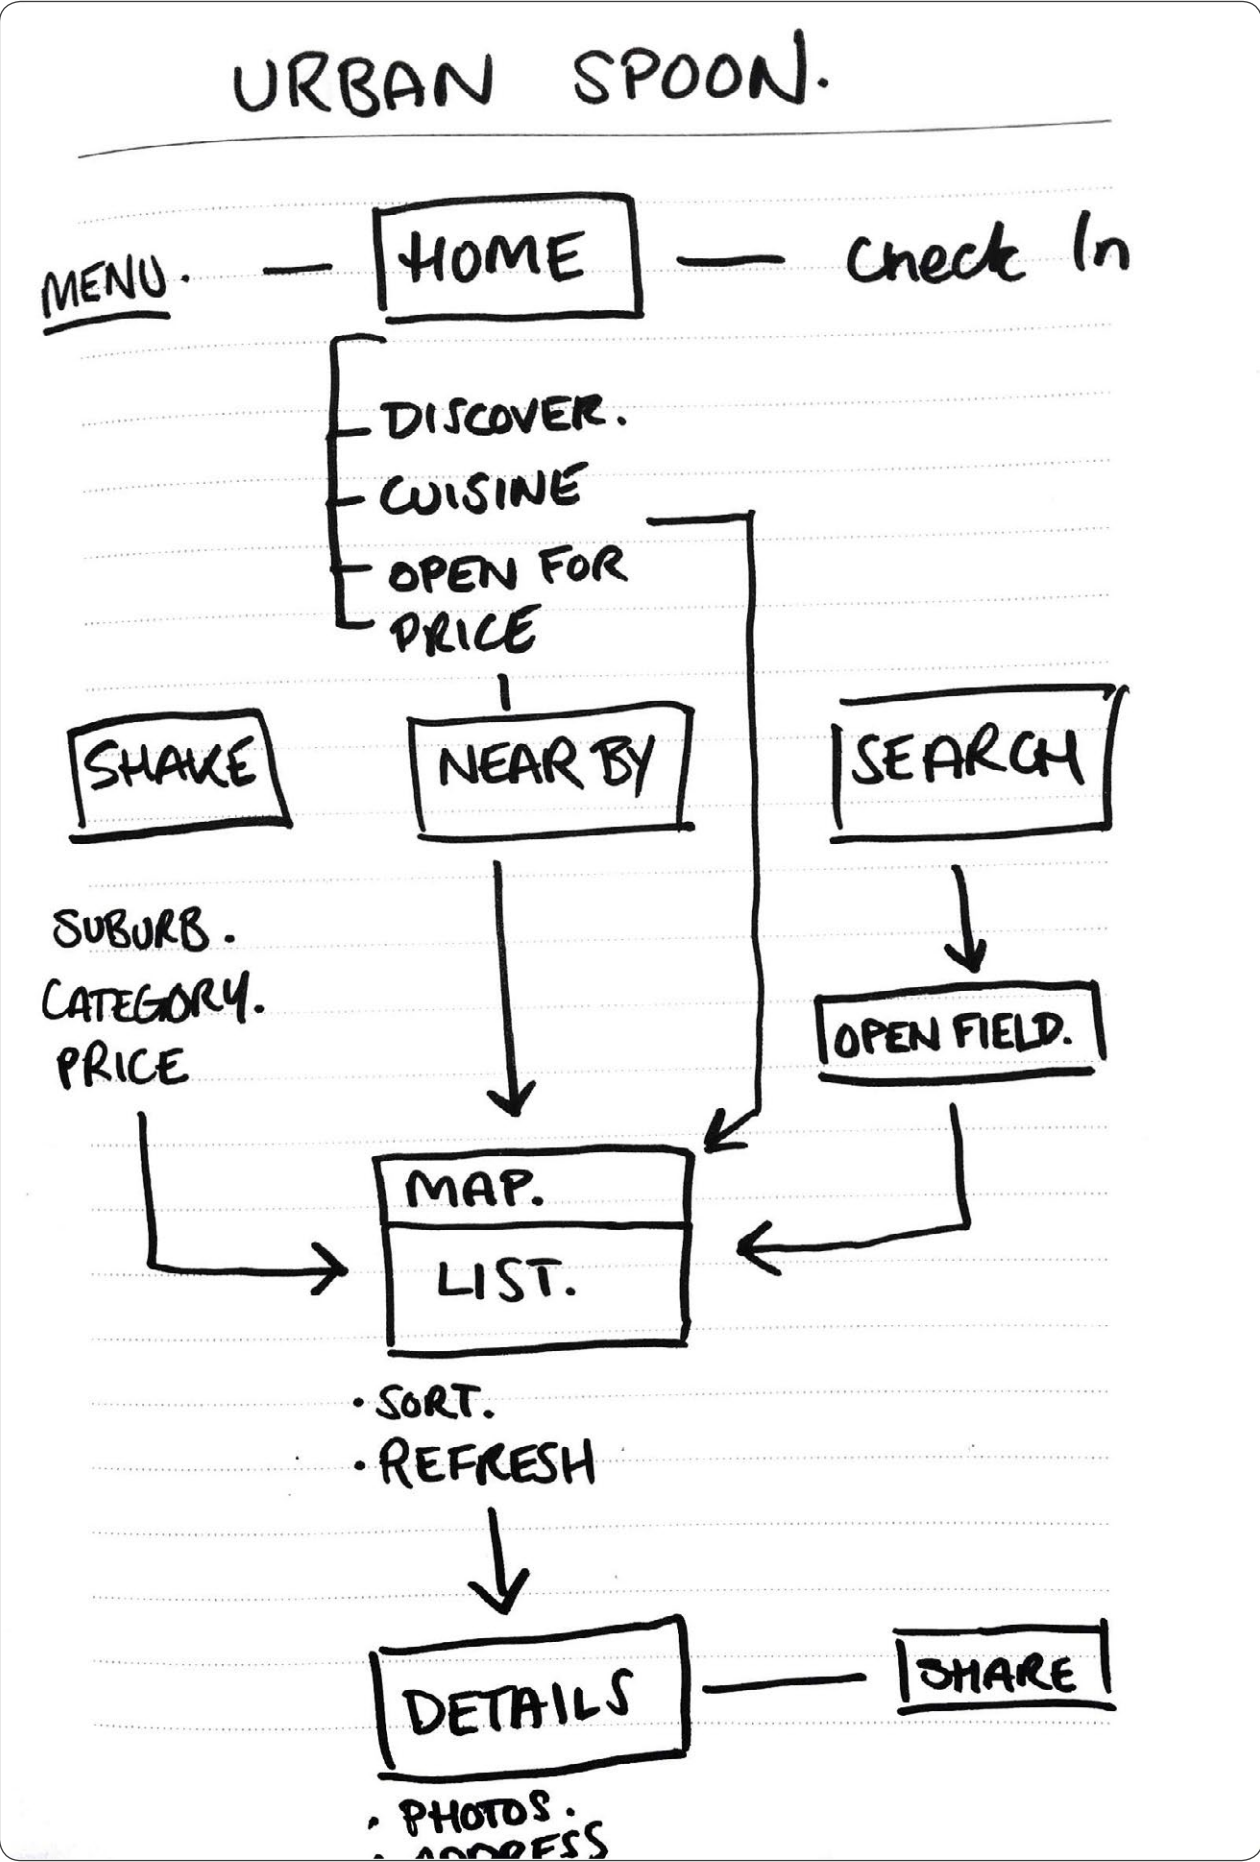 URBAN SPOON.
MENU. — HOME — Check In
DISCOVER.
CUISINE
OPEN FOR
PRICE
SHAKE NEAR BY SEARCH
SUBURB.
CATEGORY.
PRICE
OPEN FIELD.
MAP.
LIST.
• SORT.
• REFRESH
DETAILS — SHARE
• PHOTOS.
• ADDRESS